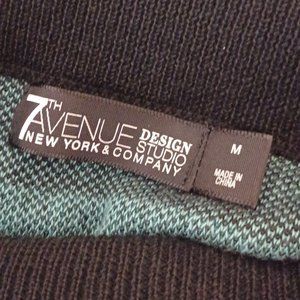 7TH
AVENUE DESIGN STUDIO
NEW YORK & COMPANY
M
MADE IN
CHINA